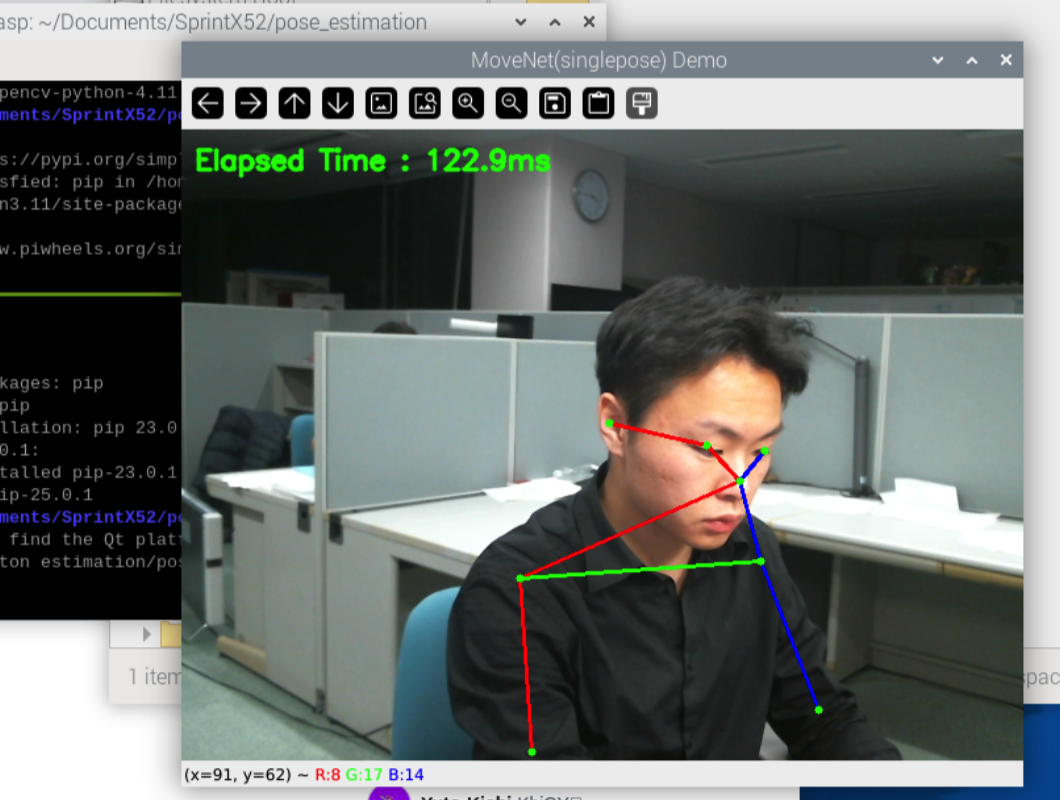 asp: ~/Documents/SprintX52/pose_estimation
MoveNet(singlepose) Demo
pencv-python-4.11
ments/SprintX52/po
s://pypi.org/simpl
sfied: pip in /hom
n3.11/site-package
w.piwheels.org/sim
kages: pip
pip
llation: pip 23.0
0.1:
talled pip-23.0.1
ip-25.0.1
ments/SprintX52/po
find the Qt platf
ton estimation/pos
Elapsed Time : 122.9ms
1 item
spac
(x=91, y=62) ~ R:8 G:17 B:14